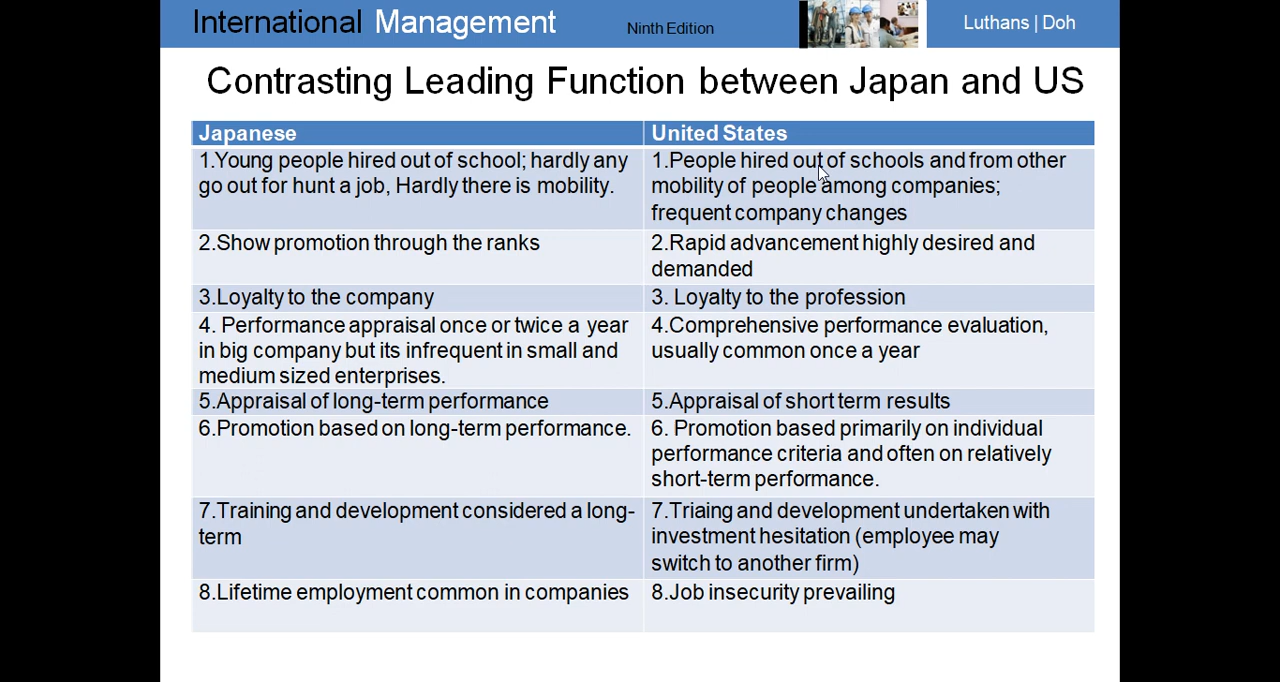 International Management
Ninth Edition
Luthans | Doh
Contrasting Leading Function between Japan and US
Japanese
United States
1.Young people hired out of school; hardly any
go out for hunt a job, Hardly there is mobility.
1.People hired out of schools and from other
mobility of people among companies;
frequent company changes
2.Show promotion through the ranks
2.Rapid advancement highly desired and
demanded
3.Loyalty to the company
3. Loyalty to the profession
4. Performance appraisal once or twice a year
in big company but its infrequent in small and
medium sized enterprises.
4.Comprehensive performance evaluation,
usually common once a year
5.Appraisal of long-term performance
5.Appraisal of short term results
6.Promotion based on long-term performance.
6. Promotion based primarily on individual
performance criteria and often on relatively
short-term performance.
7.Training and development considered a long-
term
7.Triaing and development undertaken with
investment hesitation (employee may
switch to another firm)
8.Lifetime employment common in companies
8.Job insecurity prevailing